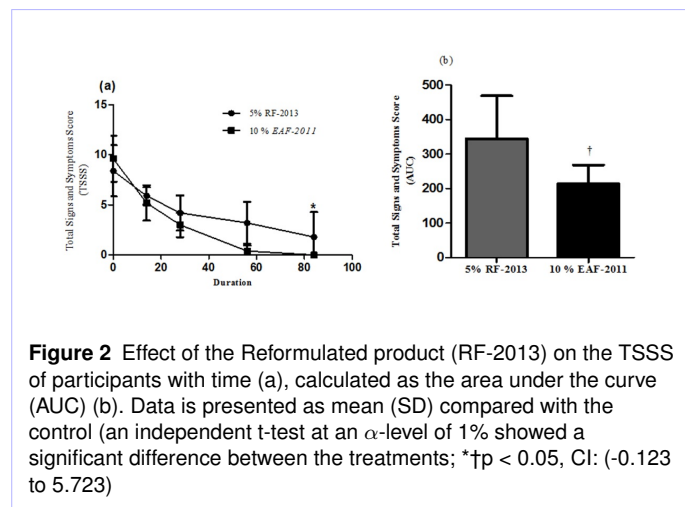 (a)
15
10
5
0
Total Signs and Symptoms Score
(TSSS)
5% RF-2013
10 % EAF-2011
*
0 20 40 60 80 100
Duration
(b)
500
400
300
200
100
0
Total Signs and Symptoms Score
(AUC)
†
5% RF-2013 10 % EAF-2011
Figure 2 Effect of the Reformulated product (RF-2013) on the TSSS
of participants with time (a), calculated as the area under the curve
(AUC) (b). Data is presented as mean (SD) compared with the
control (an independent t-test at an α-level of 1% showed a
significant difference between the treatments; *†p < 0.05, CI: (-0.123
to 5.723)